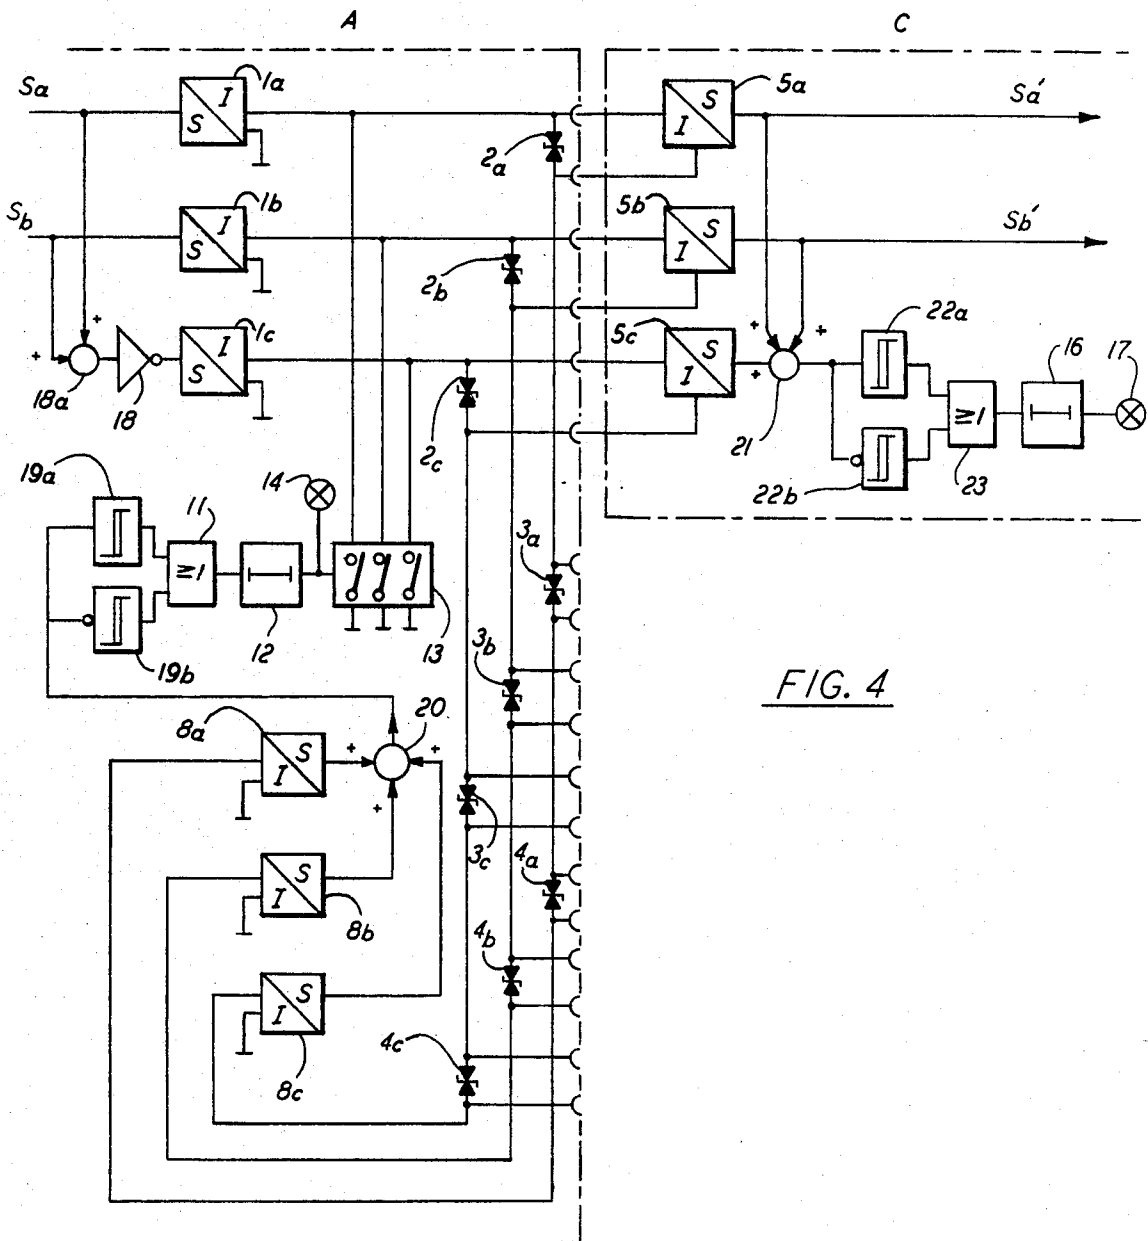 A
C
Sa
I
S
1a
S
I
5a
Sa'
2a
Sb
I
S
1b
S
I
5b
Sb'
2b
+
+
18a
18
I
S
1c
S
I
5c
+
+
+
21
22a
22b
≥1
23
16
17
2c
19a
19b
11
≥1
12
14
13
3a
3b
3c
FIG. 4
8a
S
I
+
20
+
+
S
I
8b
S
I
8c
4a
4b
4c